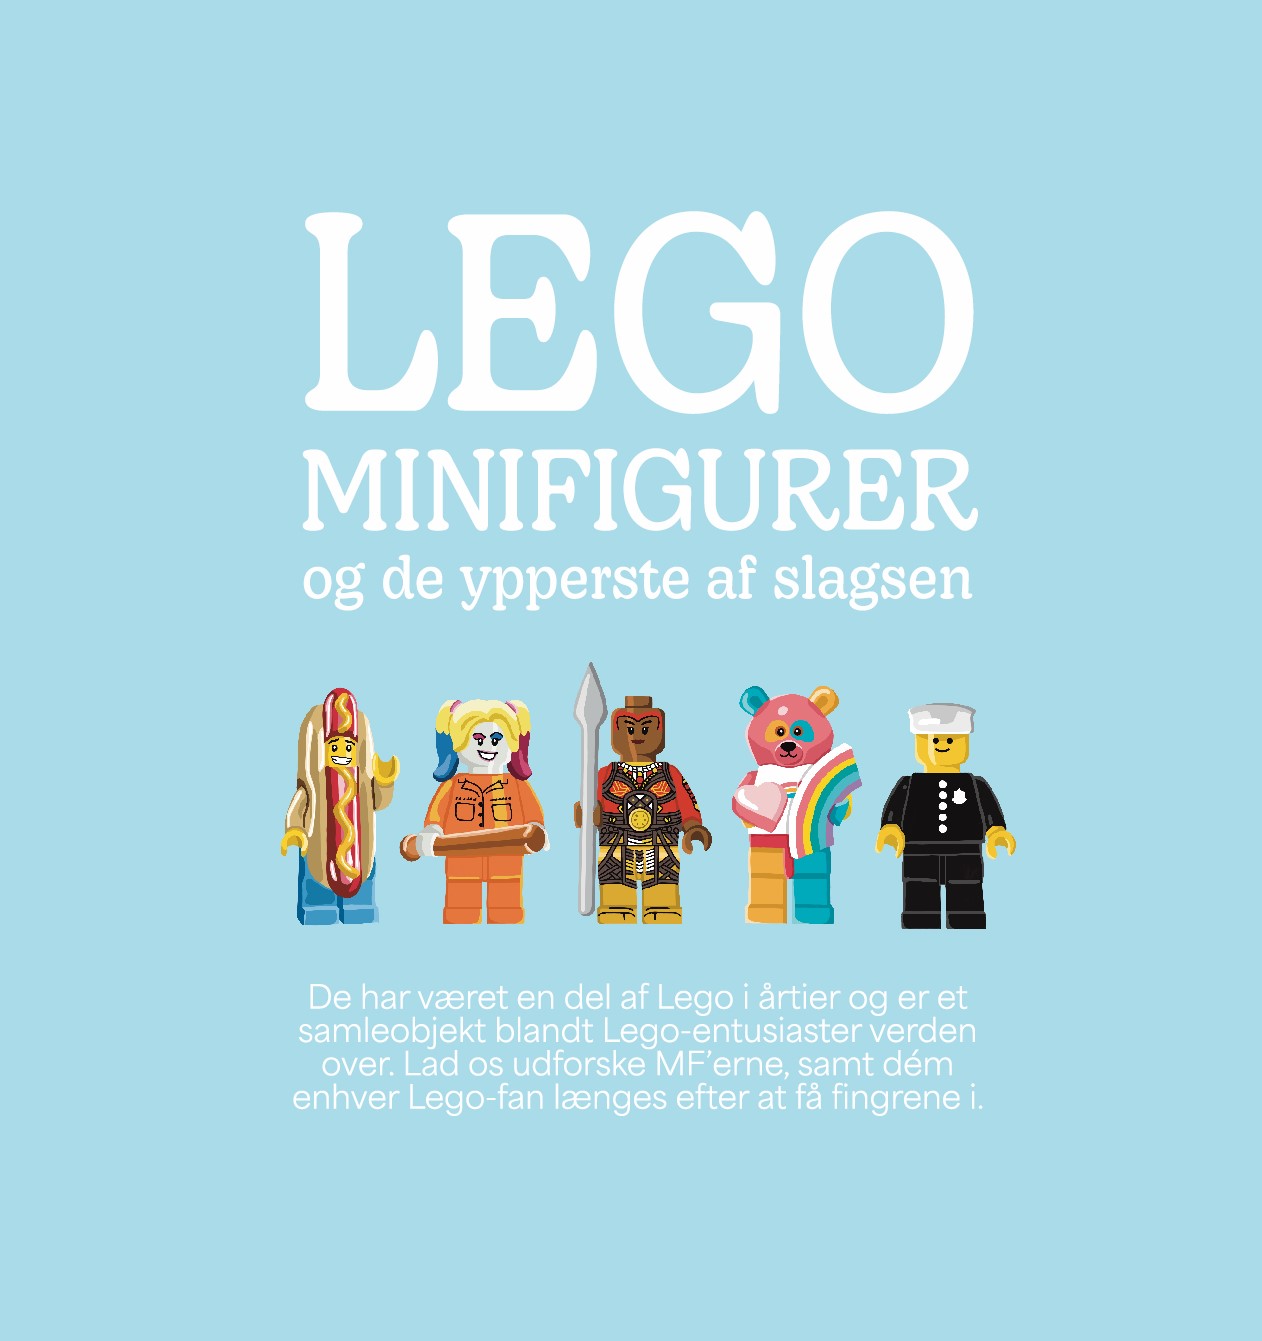 LEGO
MINIFIGURER
og de ypperste af slagsen
De har været en del af Lego i årtier og er et
samleobjekt blandt Lego-entusiaster verden
over. Lad os udforske MF’erne, samt dém
enhver Lego-fan længes efter at få fingrene i.